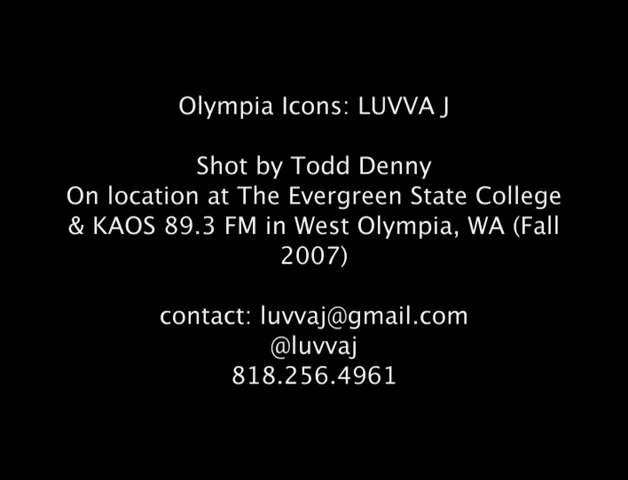 Olympia Icons: LUVVA J
Shot by Todd Denny
On location at The Evergreen State College
& KAOS 89.3 FM in West Olympia, WA (Fall
2007)
contact: luvvaj@gmail.com
@luvvaj
818.256.4961